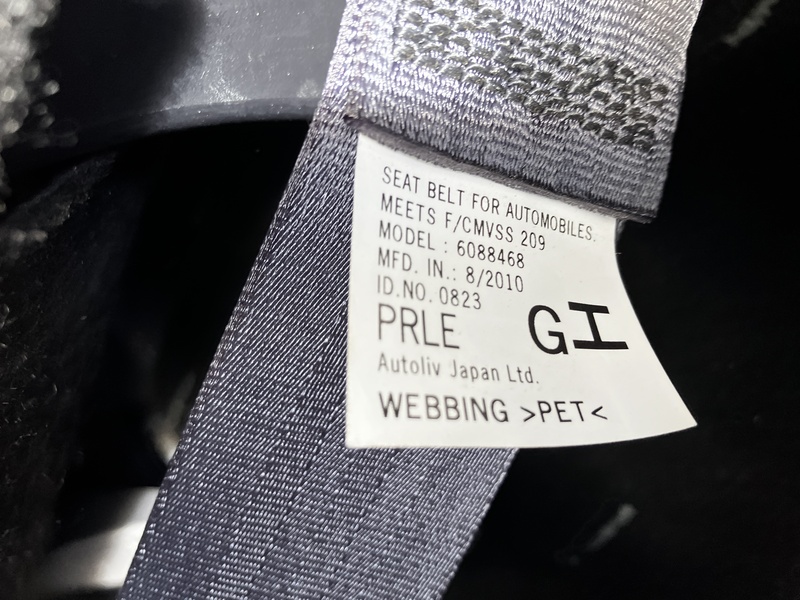 SEAT BELT FOR AUTOMOBILES.
MEETS F/CMVSS 209
MODEL : 6088468
MFD. IN.: 8/2010
ID.NO. 0823
PRLE GH
Autoliv Japan Ltd.
WEBBING >PET<